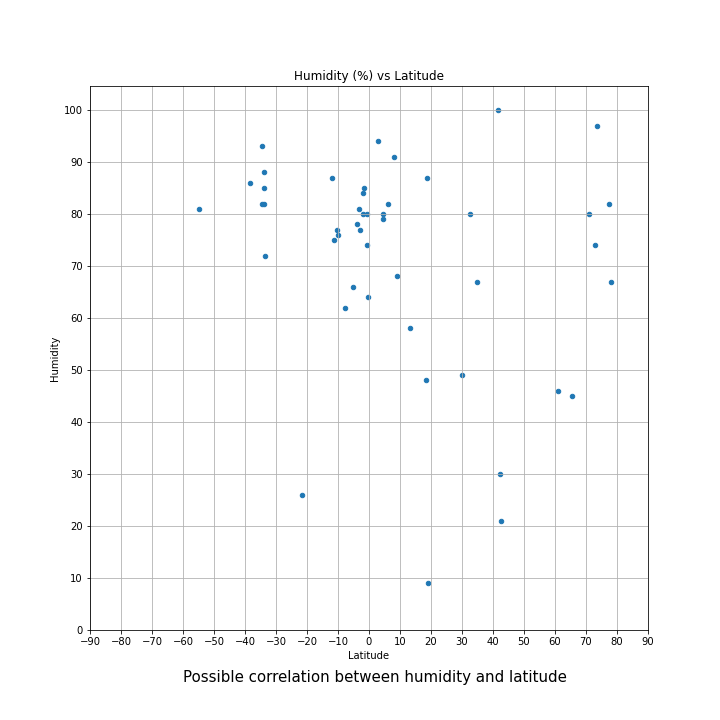 Humidity (%) vs Latitude
100
90
80
70
60
50
40
30
20
10
0
Humidity
−90 −80 −70 −60 −50 −40 −30 −20 −10 0 10 20 30 40 50 60 70 80 90
Latitude
Possible correlation between humidity and latitude